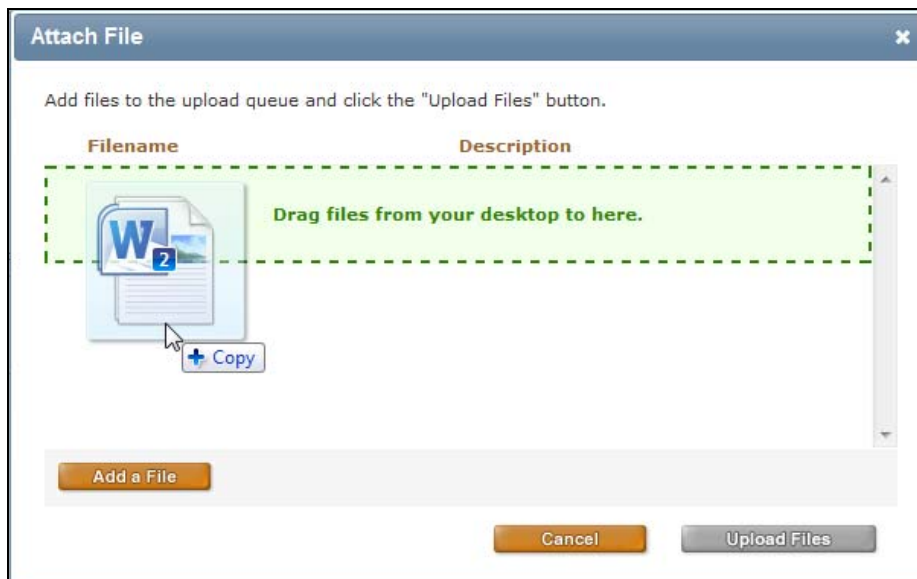 Attach File
Add files to the upload queue and click the "Upload Files" button.
Filename Description
Drag files from your desktop to here.
W
2
Copy
Add a File
Cancel Upload Files